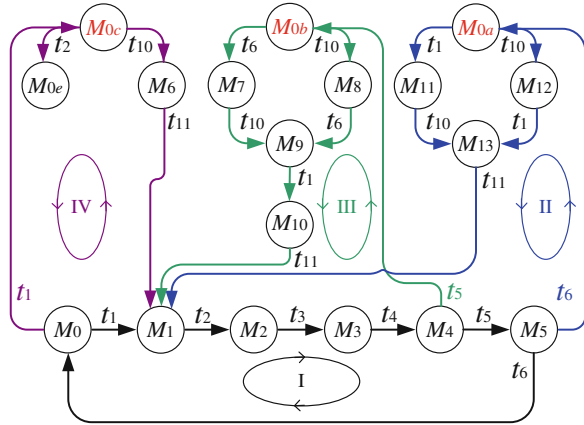 M0c M0b M0a
t2 t10 t6 t10 t1 t10
M0e M6 M7 M8 M11 M12
t11 t10 t6 t10 t1
M9 M13
IV t1 III t11 II
M10
t11
t1 t5 t6
M0 t1 M1 t2 M2 t3 M3 t4 M4 t5 M5
I t6